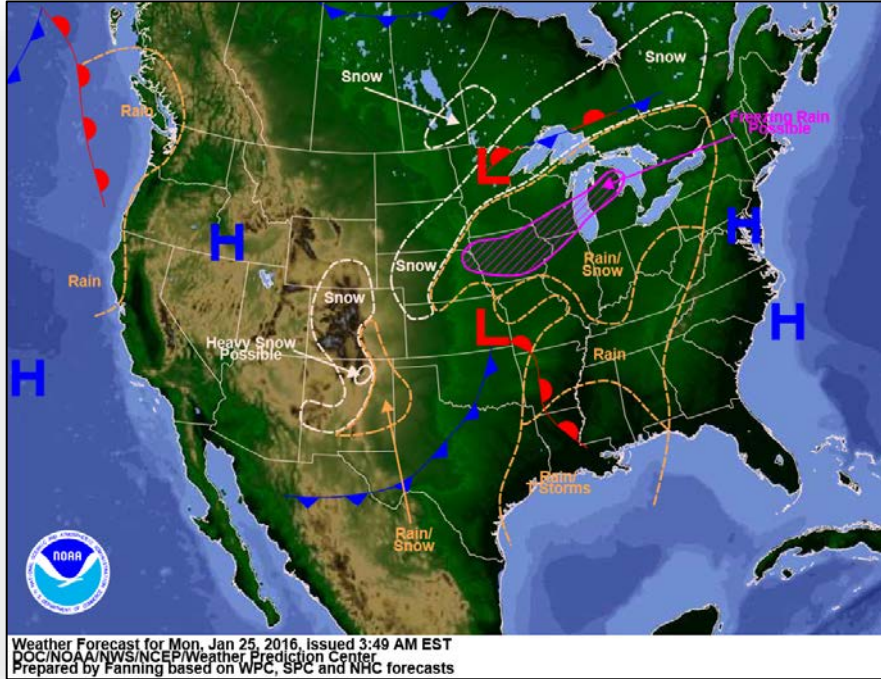 Snow
Snow
Rain
Freezing Rain
Possible
L
H
H
Rain/
Snow
Snow
Rain
Snow
H
L
Heavy Snow
Possible
Rain
H
Rain/
T-Storms
Rain/
Snow
NOAA
Weather Forecast for Mon, Jan 25, 2016, issued 3:49 AM EST
DOC/NOAA/NWS/NCEP/Weather Prediction Center
Prepared by Fanning based on WPC, SPC and NHC forecasts